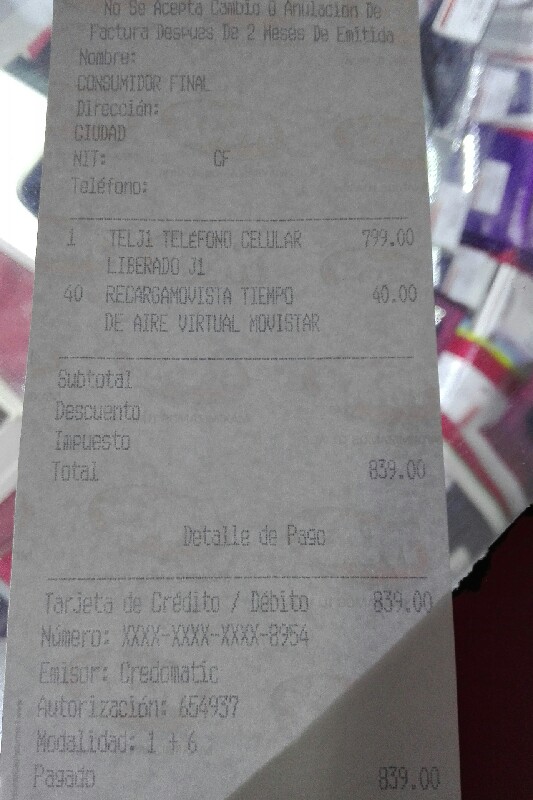 No Se Acepta Cambio O Anulacion De
Factura Despues De 2 Meses De Emitida
Nombre:
CONSUMIDOR FINAL
Dirección:
CIUDAD
NIT: CF
Teléfono:
1 TELJ1 TELéFONO CELULAR 799.00
LIBERADO J1
40 RECARGAMOVISTA TIEMPO 40.00
DE AIRE VIRTUAL MOVISTAR
Subtotal
Descuento
Impuesto
Total 839.00
Detalle de Pago
Tarjeta de Crédito / Débito 839.00
Número: XXXX-XXXX-XXXX-8954
Emisor: Credomatic
Autorización: 654937
Modalidad: 1 + 6
Pagado 839.00